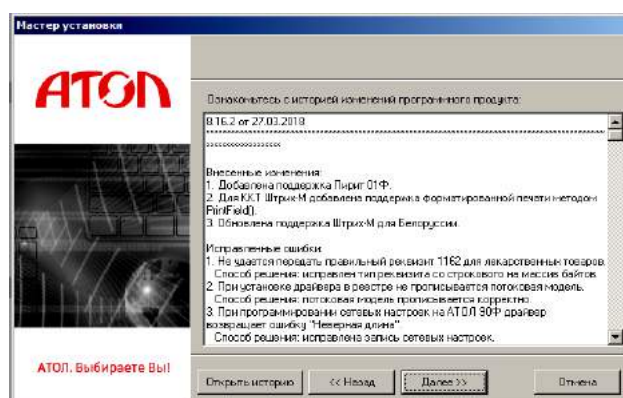 Мастер установки
АТОЛ
Ознакомьтесь с историей изменений программного продукта:
8.16.2 от 27.03.2018
Внесенные изменения:
1. Добавлена поддержка Пирит 01Ф.
2. Для ККТ Штрих-М добавлена поддержка форматированной печати методом
PrintField().
3. Обновлена поддержка Штрих-М для Белоруссии.
Исправленные ошибки:
1. Не удается передать правильный реквизит 1162 для лекарственных товаров.
Способ решения: исправлен тип реквизита со строкового на массив байтов.
2. При установке драйвера в реестре не прописывается потоковая модель.
Способ решения: потоковая модель прописывается корректно.
3. При программировании сетевых настроек на АТОЛ 90Ф драйвер
возвращает ошибку "Неверная длина".
Способ решения: исправлена запись сетевых настроек.
АТОЛ. Выбираете Вы!
Открыть историю
<< Назад
Далее >>
Отмена